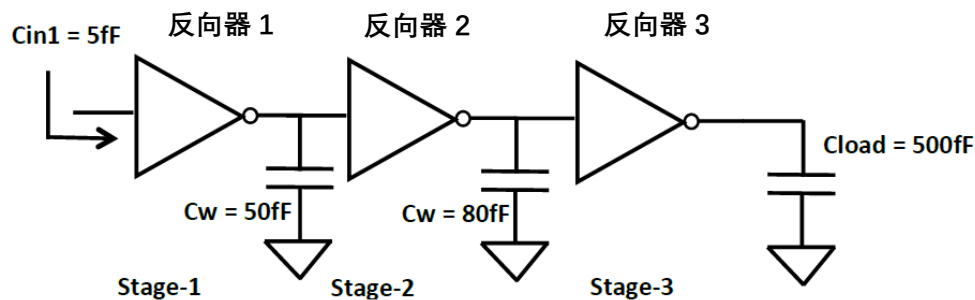 反向器 1
反向器 2
反向器 3
Cin1 = 5fF
Cload = 500fF
Cw = 50fF
Cw = 80fF
Stage-1
Stage-2
Stage-3